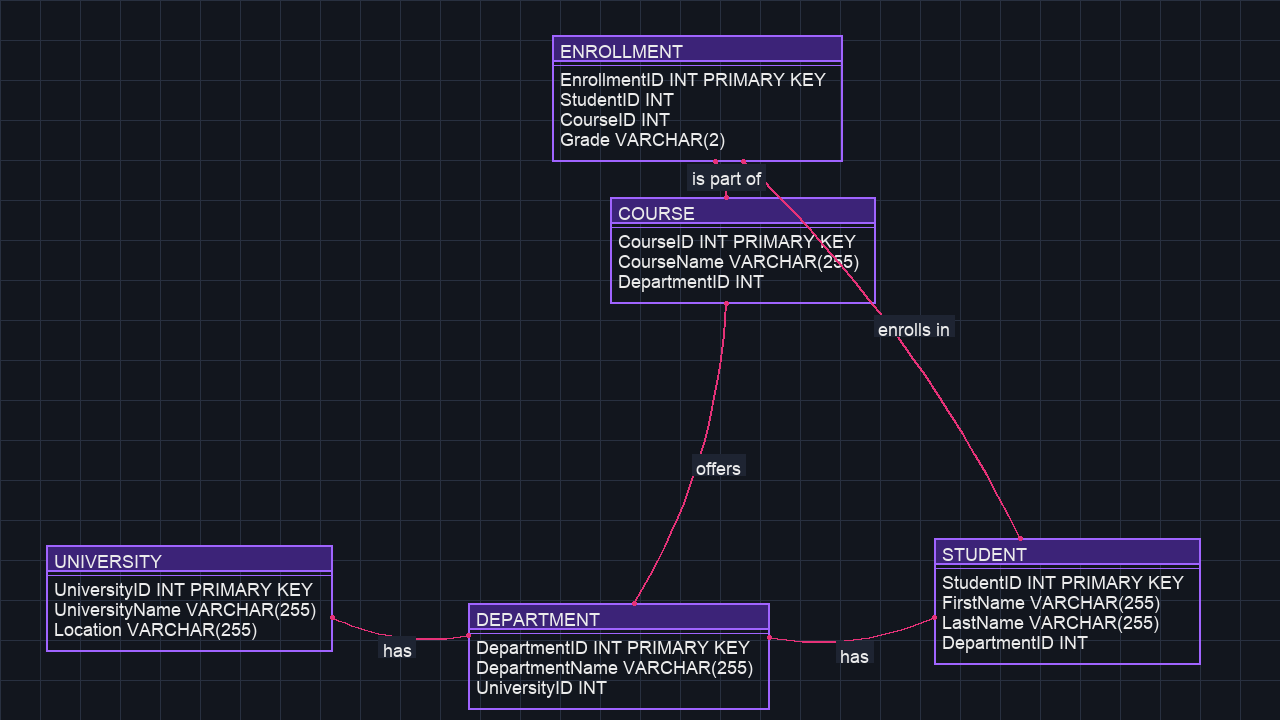 ENROLLMENT
EnrollmentID INT PRIMARY KEY
StudentID INT
CourseID INT
Grade VARCHAR(2)
is part of
COURSE
CourseID INT PRIMARY KEY
CourseName VARCHAR(255)
DepartmentID INT
enrolls in
offers
UNIVERSITY
UniversityID INT PRIMARY KEY
UniversityName VARCHAR(255)
Location VARCHAR(255)
has
DEPARTMENT
DepartmentID INT PRIMARY KEY
DepartmentName VARCHAR(255)
UniversityID INT
has
STUDENT
StudentID INT PRIMARY KEY
FirstName VARCHAR(255)
LastName VARCHAR(255)
DepartmentID INT